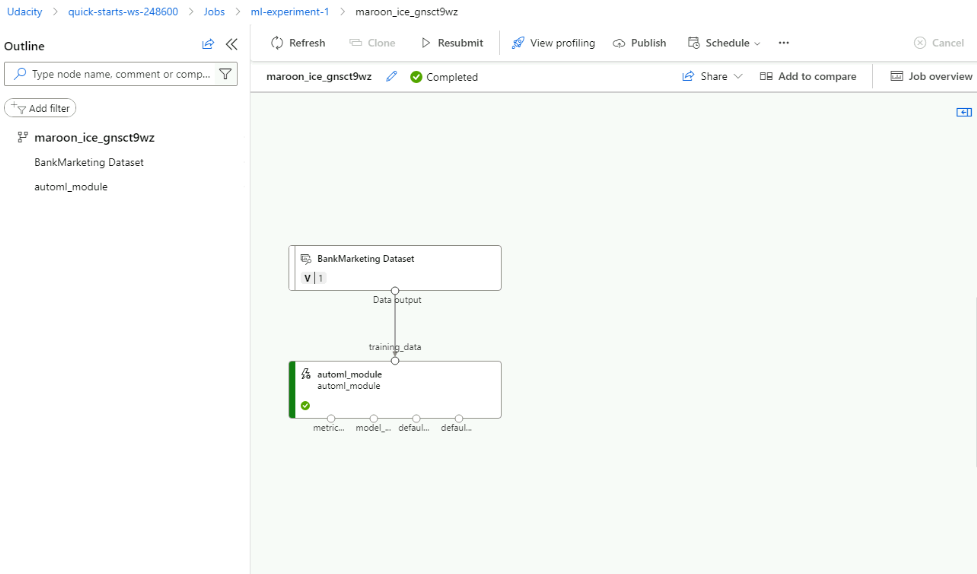 Udacity > quick-starts-ws-248600 > Jobs > ml-experiment-1 > maroon_ice_gnsct9wz
Outline
Type node name, comment or comp...
Add filter
maroon_ice_gnsct9wz
BankMarketing Dataset
automl_module
Refresh Clone Resubmit View profiling Publish Schedule ... Cancel
maroon_ice_gnsct9wz Completed Share Add to compare Job overview
BankMarketing Dataset
V | 1
Data output
training_data
automl_module
automl_module
metric... model_... defaul... defaul...